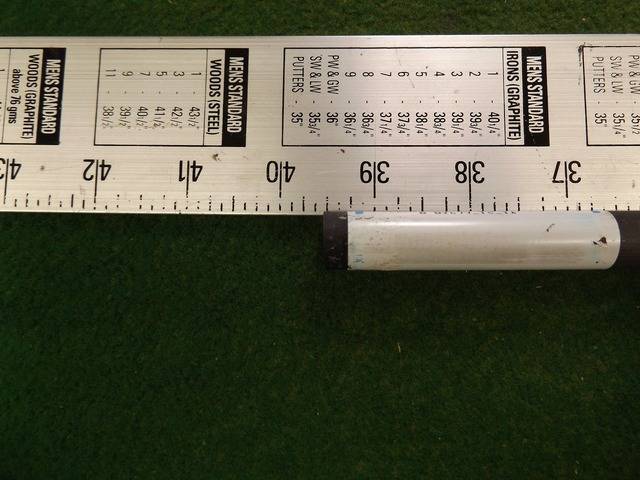 MENS STANDARD
WOODS (GRAPHITE)
above 76 gms
MENS STANDARD
WOODS (STEEL)
1 - 43½"
3 - 42½"
5 - 41½"
7 - 40½"
9 - 39½"
11 - 38½"
MENS STANDARD
IRONS (GRAPHITE)
1 - 40¼"
2 - 39¾"
3 - 39¼"
4 - 38¾"
5 - 38¼"
6 - 37¾"
7 - 37¼"
8 - 36¾"
9 - 36¼"
PW & GW - 36"
SW & LW - 35¾"
PUTTERS - 35"
SW & LW - 35¾"
PUTTERS - 35"
43 42 41 40 39 38 37